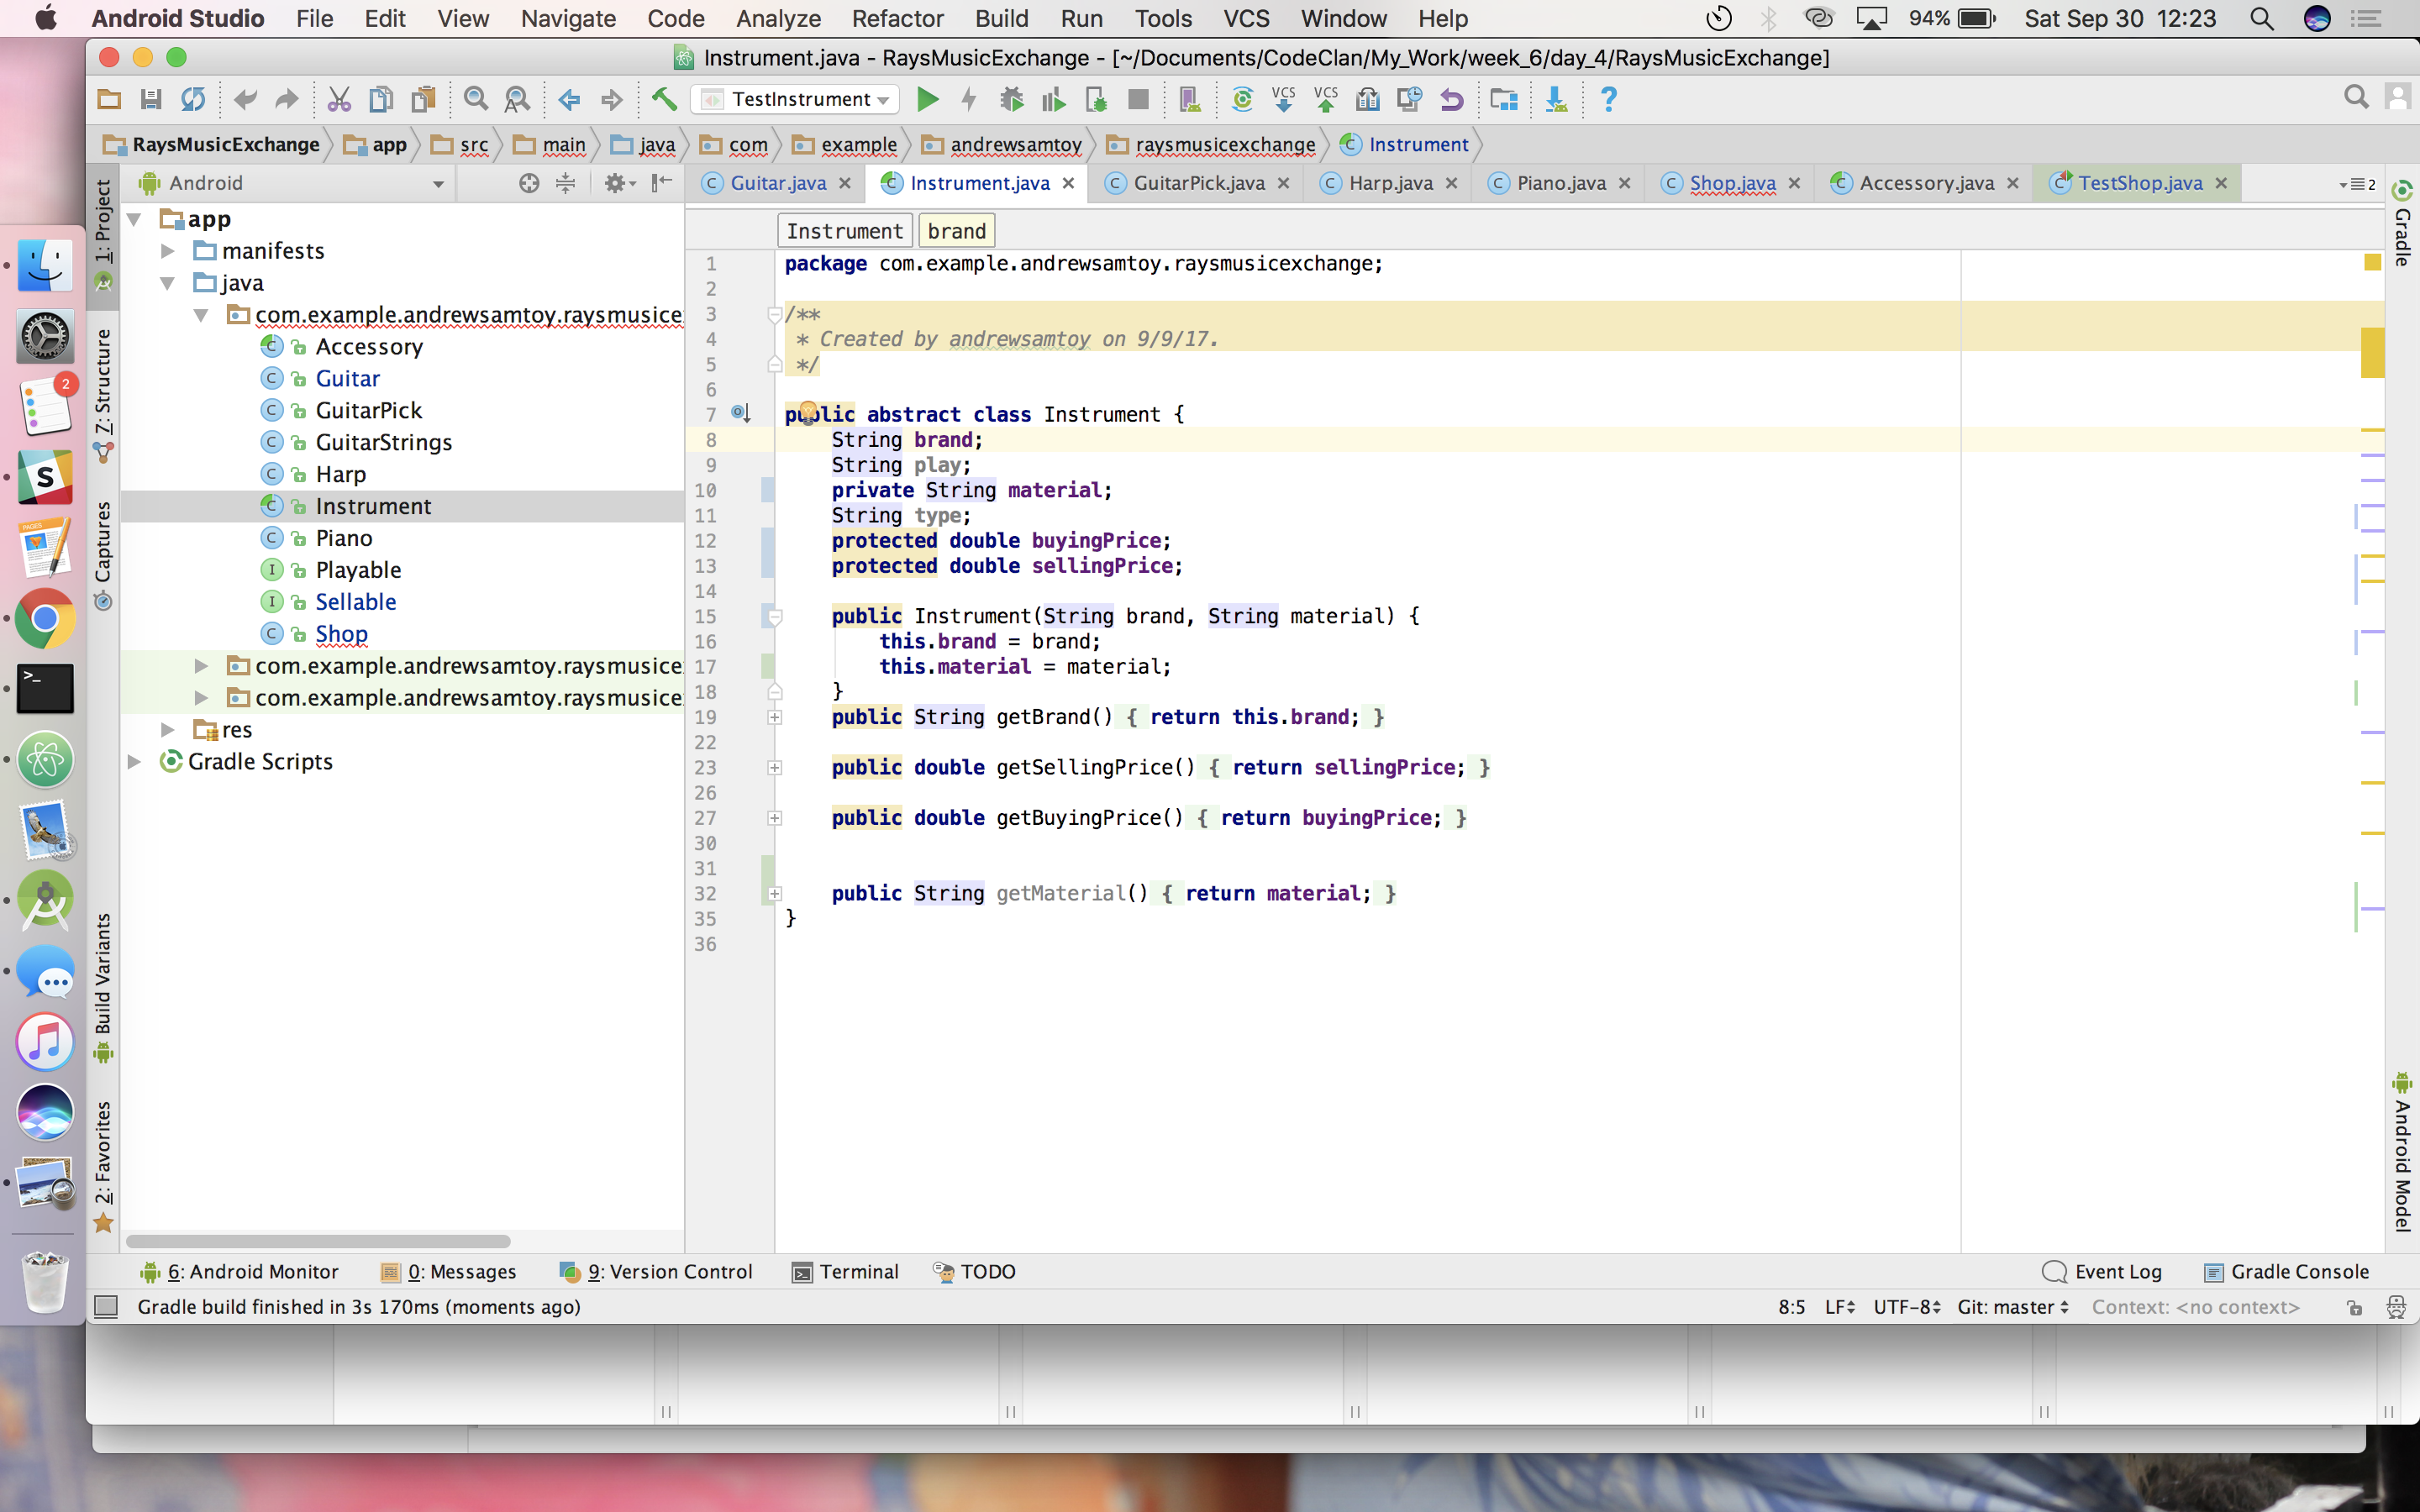 Android Studio File Edit View Navigate Code Analyze Refactor Build Run Tools VCS Window Help 94% Sat Sep 30 12:23
Instrument.java - RaysMusicExchange - [~/Documents/CodeClan/My_Work/week_6/day_4/RaysMusicExchange]
TestInstrument VCS VCS ?
RaysMusicExchange app src main java com example andrewsamtoy raysmusicexchange Instrument
Android
Guitar.java Instrument.java GuitarPick.java Harp.java Piano.java Shop.java Accessory.java TestShop.java 2
1: Project
7: Structure
Captures
Build Variants
2: Favorites
app
manifests
java
com.example.andrewsamtoy.raysmusice
C Accessory
C Guitar
C GuitarPick
C GuitarStrings
C Harp
C Instrument
C Piano
I Playable
I Sellable
C Shop
com.example.andrewsamtoy.raysmusice
com.example.andrewsamtoy.raysmusice
res
Gradle Scripts
2
S
PAGES
>_
Instrument brand
1 package com.example.andrewsamtoy.raysmusicexchange;
2
3 /**
4 * Created by andrewsamtoy on 9/9/17.
5 */
6
7 public abstract class Instrument {
8 String brand;
9 String play;
10 private String material;
11 String type;
12 protected double buyingPrice;
13 protected double sellingPrice;
14
15 public Instrument(String brand, String material) {
16 this.brand = brand;
17 this.material = material;
18 }
19 public String getBrand() { return this.brand; }
22
23 public double getSellingPrice() { return sellingPrice; }
26
27 public double getBuyingPrice() { return buyingPrice; }
30
31
32 public String getMaterial() { return material; }
35 }
36
Gradle
Android Model
6: Android Monitor 0: Messages 9: Version Control Terminal TODO Event Log Gradle Console
Gradle build finished in 3s 170ms (moments ago) 8:5 LF UTF-8 Git: master Context: <no context>